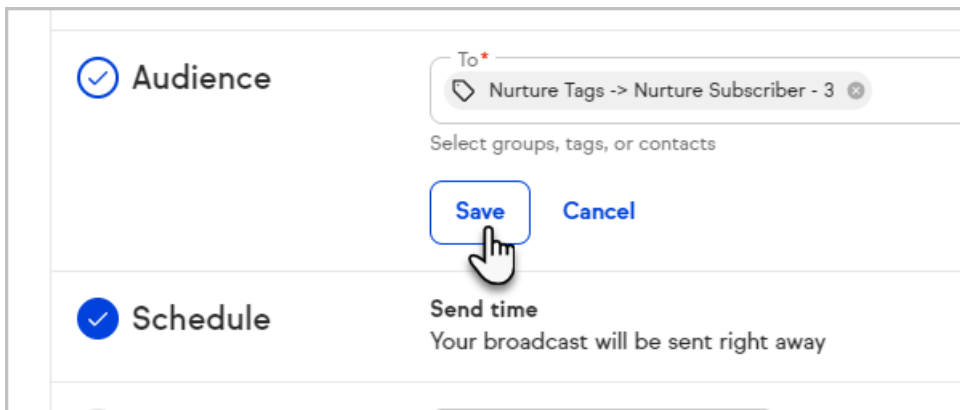 Audience
To*
Nurture Tags -> Nurture Subscriber - 3
Select groups, tags, or contacts
Save Cancel
Schedule
Send time
Your broadcast will be sent right away